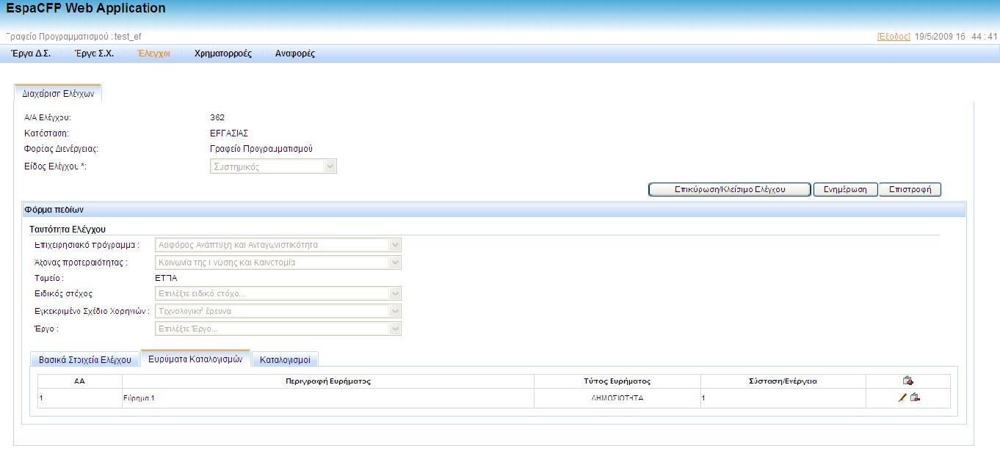 EspaCFP Web Application
Γραφείο Προγραμματισμού : test_ef [Έξοδος] 19/5/2009 16 : 44 : 41
Έργα Δ.Σ. Έργα Σ.Χ. Έλεγχοι Χρηματορροές Αναφορές
Διαχείριση Ελέγχων
Α/Α Ελέγχου: 362
Κατάσταση: ΕΡΓΑΣΙΑΣ
Φορέας Διενέργειας: Γραφείο Προγραμματισμού
Είδος Ελέγχου *: Συστημικός
Επικύρωση/Κλείσιμο Ελέγχου Ενημέρωση Επιστροφή
Φόρμα πεδίων
Ταυτότητα Ελέγχου
Επιχειρησιακό πρόγραμμα : Αειφόρος Ανάπτυξη και Ανταγωνιστικότητα
Άξονας προτεραιότητας : Κοινωνία της Γνώσης και Καινοτομία
Ταμείο : ΕΤΠΑ
Ειδικός στόχος Επιλέξτε ειδικό στόχο...
Εγκεκριμένο Σχέδιο Χορηγιών : Τεχνολογική έρευνα
Έργο : Επιλέξτε Έργο...
Βασικά Στοιχεία Ελέγχου Ευρύματα Καταλογισμών Καταλογισμοί
ΑΑ Περιγραφή Ευρήματος Τύπος Ευρήματος Σύσταση/Ενέργεια
1 Εύρημα 1 ΔΗΜΟΣΙΟΤΗΤΑ 1